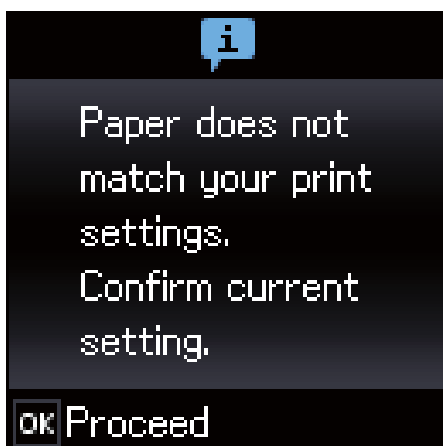 i
Paper does not
match your print
settings.
Confirm current
setting.
OK Proceed